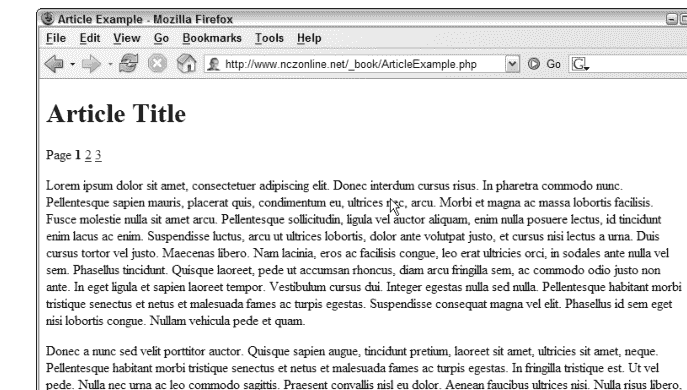 Article Example - Mozilla Firefox
File Edit View Go Bookmarks Tools Help
http://www.nczonline.net/_book/ArticleExample.php Go G
Article Title
Page 1 2 3
Lorem ipsum dolor sit amet, consectetuer adipiscing elit. Donec interdum cursus risus. In pharetra commodo nunc.
Pellentesque sapien mauris, placerat quis, condimentum eu, ultrices nec, arcu. Morbi et magna ac massa lobortis facilisis.
Fusce molestie nulla sit amet arcu. Pellentesque sollicitudin, ligula vel auctor aliquam, enim nulla posuere lectus, id tincidunt
enim lacus ac enim. Suspendisse luctus, arcu ut ultrices lobortis, dolor ante volutpat justo, et cursus nisi lectus a urna. Duis
cursus tortor vel justo. Maecenas libero. Nam lacinia, eros ac facilisis congue, leo erat ultricies orci, in sodales ante nulla vel
sem. Phasellus tincidunt. Quisque laoreet, pede ut accumsan rhoncus, diam arcu fringilla sem, ac commodo odio justo non
ante. In eget ligula et sapien laoreet tempor. Vestibulum cursus dui. Integer egestas nulla sed nulla. Pellentesque habitant morbi
tristique senectus et netus et malesuada fames ac turpis egestas. Suspendisse consequat magna vel elit. Phasellus id sem eget
nisi lobortis congue. Nullam vehicula pede et quam.
Donec a nunc sed velit porttitor auctor. Quisque sapien augue, tincidunt pretium, laoreet sit amet, ultricies sit amet, neque.
Pellentesque habitant morbi tristique senectus et netus et malesuada fames ac turpis egestas. In fringilla tristique est. Ut vel
pede. Nulla nec urna ac leo commodo sagittis. Praesent convallis nisl eu dolor. Aenean faucibus ultrices nisi. Nulla risus libero,